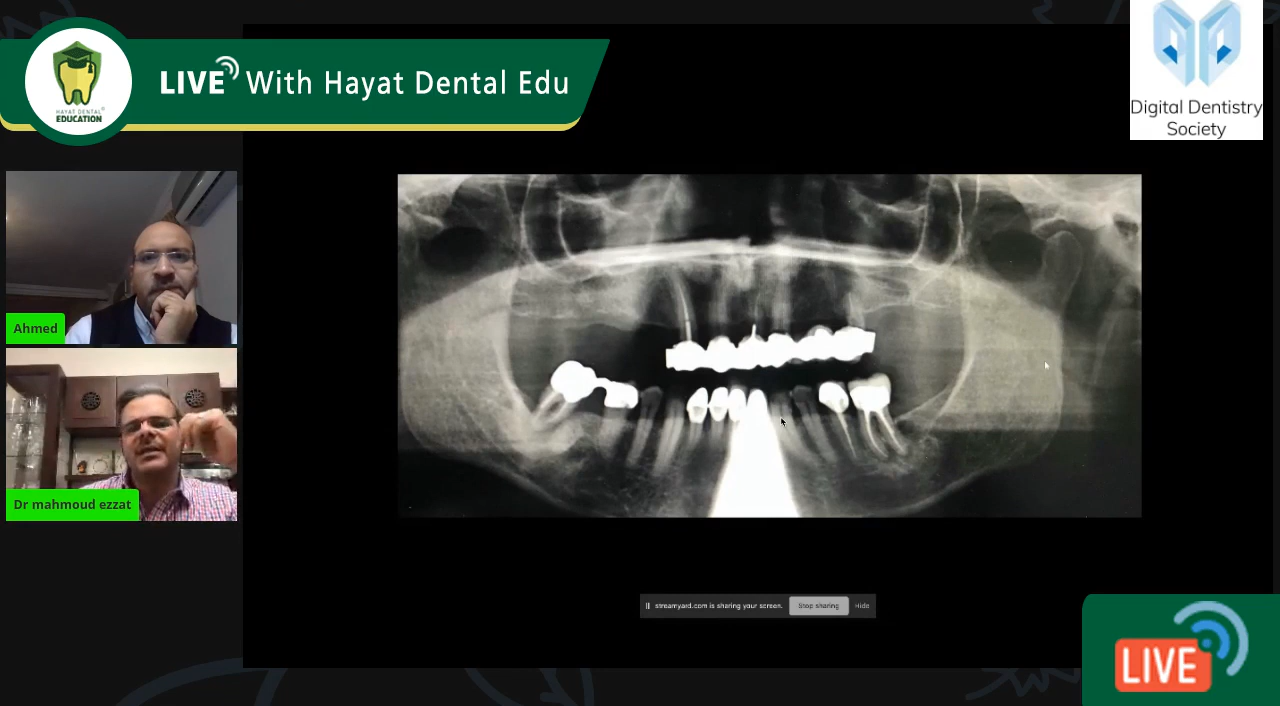 LIVE With Hayat Dental Edu
HAYAT DENTAL
EDUCATION
Digital Dentistry
Society
Ahmed
Dr mahmoud ezzat
streamyard.com is sharing your screen.
Stop sharing
Hide
LIVE